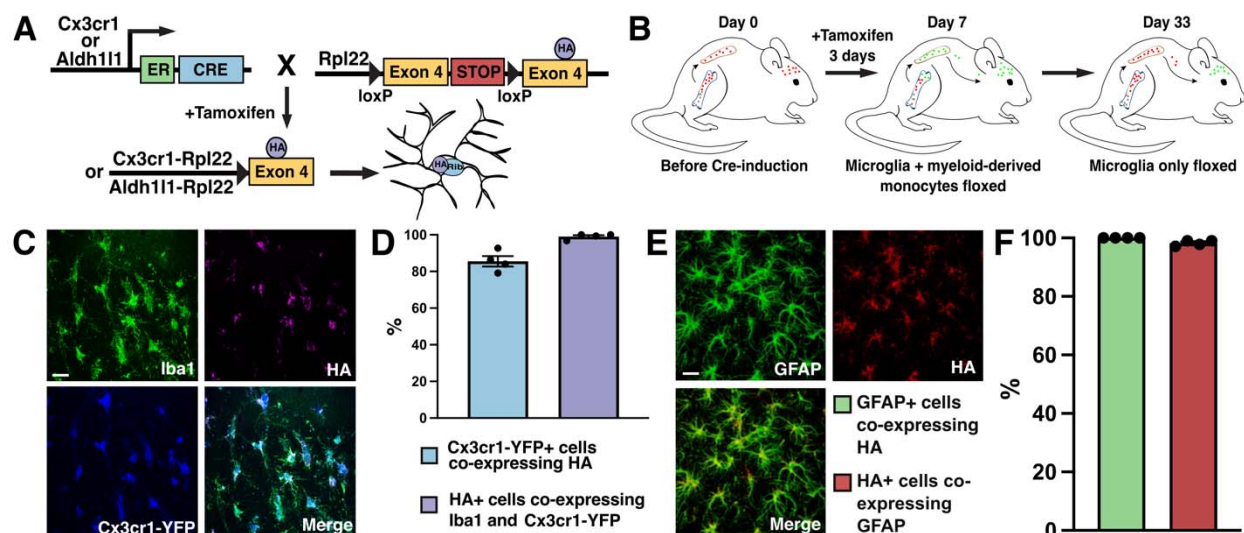 A
Cx3cr1
or
Aldh1l1
ER
CRE
X
Rpl22
Exon 4
STOP
HA
Exon 4
loxP
loxP
+Tamoxifen
HA
or
Cx3cr1-Rpl22
Aldh1l1-Rpl22
Exon 4
HA
Rib
B
Day 0
+Tamoxifen
3 days
Day 7
Day 33
Before Cre-induction
Microglia + myeloid-derived
monocytes floxed
Microglia only floxed
C
Iba1
HA
Cx3cr1-YFP
Merge
D
%
100
80
60
40
20
0
Cx3cr1-YFP+ cells
co-expressing HA
HA+ cells co-expressing
Iba1 and Cx3cr1-YFP
E
GFAP
HA
Merge
GFAP+ cells
co-expressing
HA
HA+ cells co-
expressing
GFAP
F
%
100
80
60
40
20
0